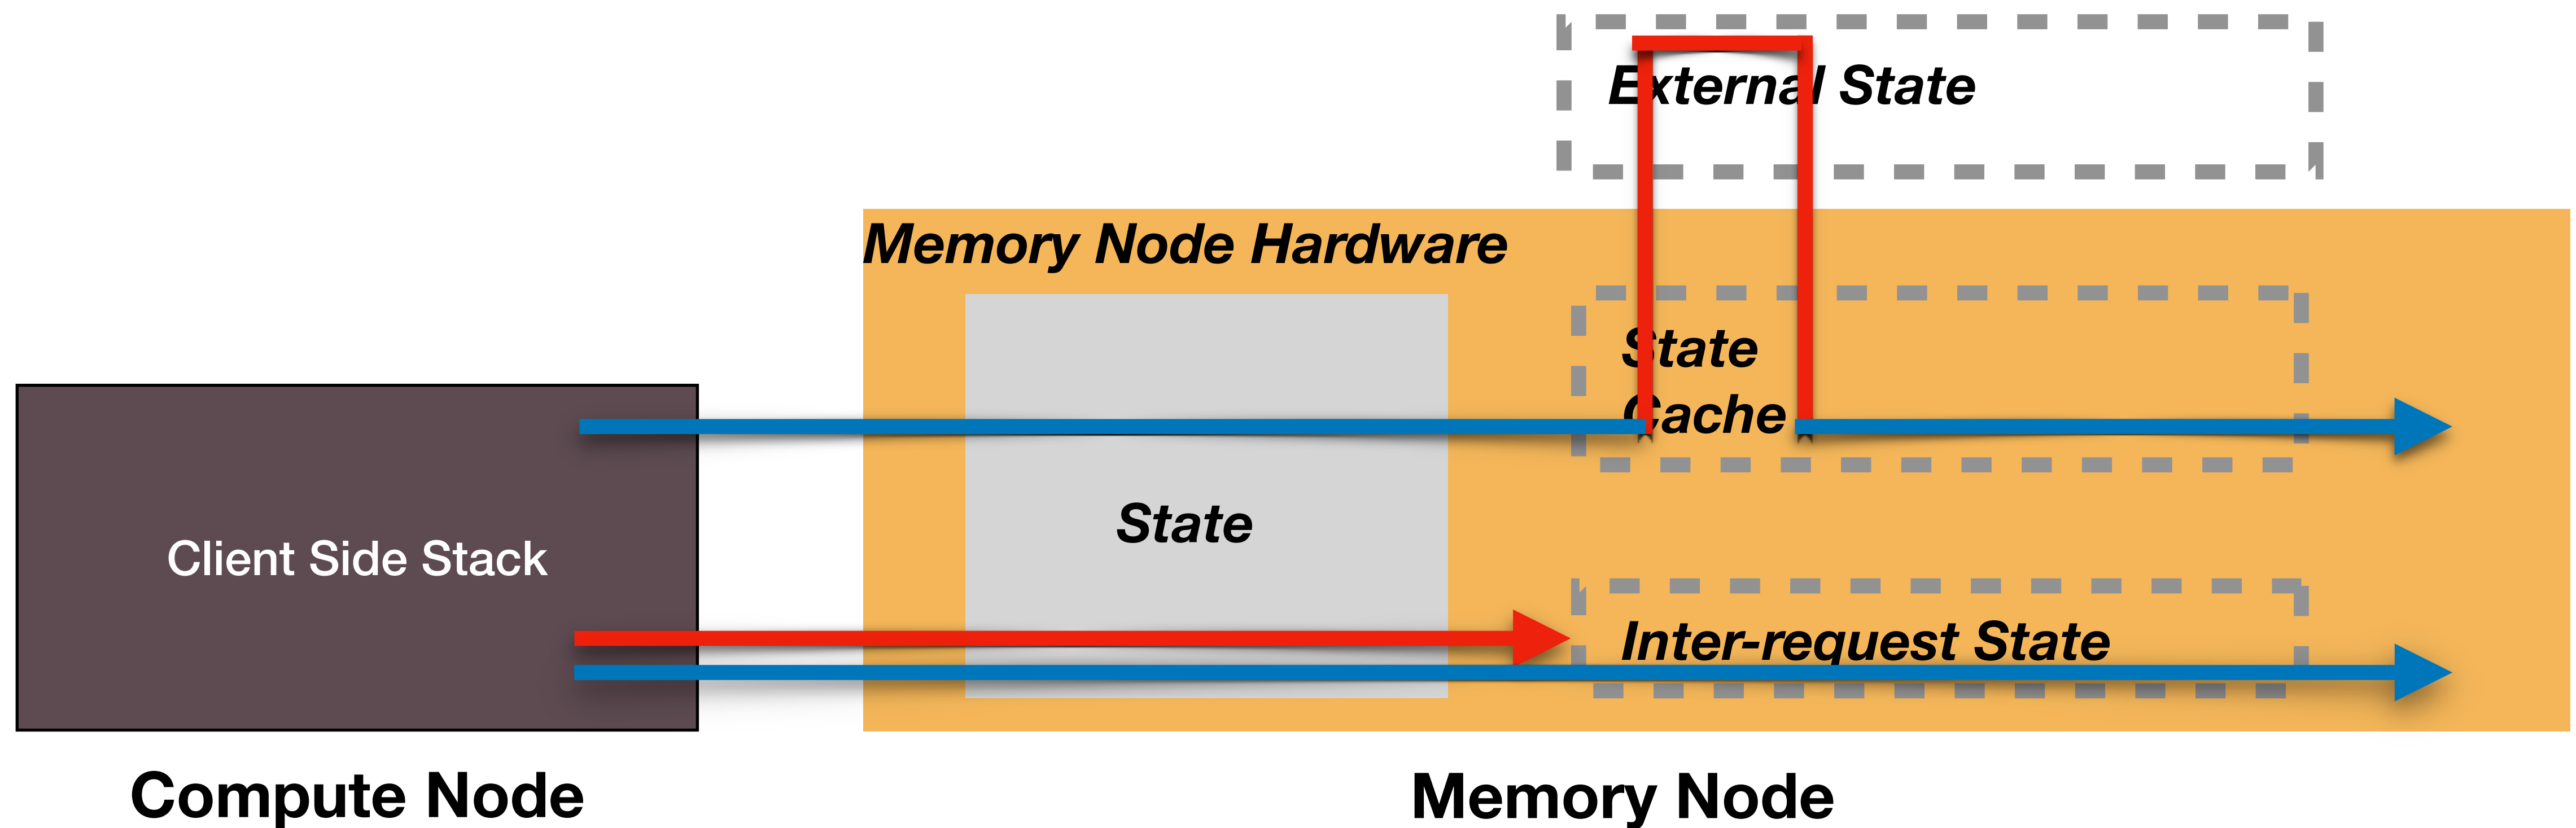 External State
Memory Node Hardware
State
Cache
State
Client Side Stack
Inter-request State
Compute Node
Memory Node